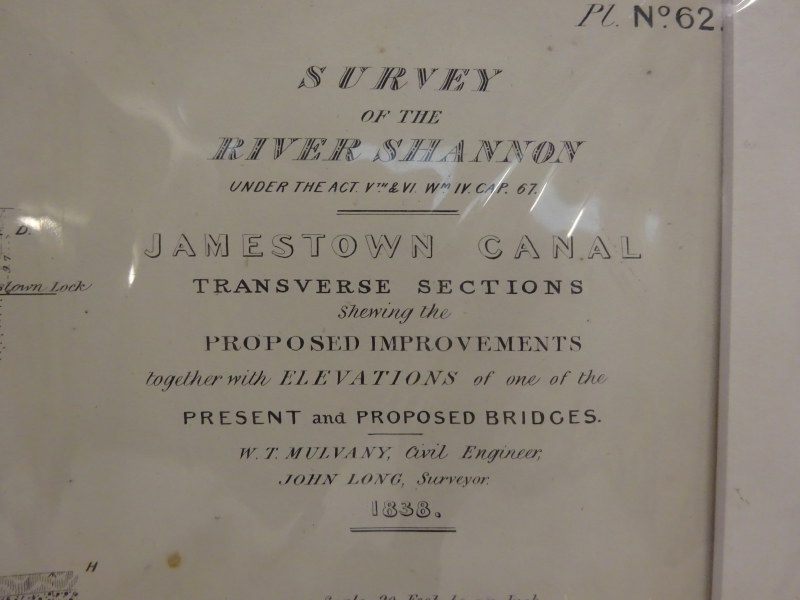 Pl. No. 62.
SURVEY
OF THE
RIVER SHANNON
UNDER THE ACT. VTH & VI. WM IV. CAP. 67.
JAMESTOWN CANAL
TRANSVERSE SECTIONS
Shewing the
PROPOSED IMPROVEMENTS
together with ELEVATIONS of one of the
PRESENT and PROPOSED BRIDGES.
W. T. MULVANY, Civil Engineer,
JOHN LONG, Surveyor.
1838.
D.
stown Lock
H